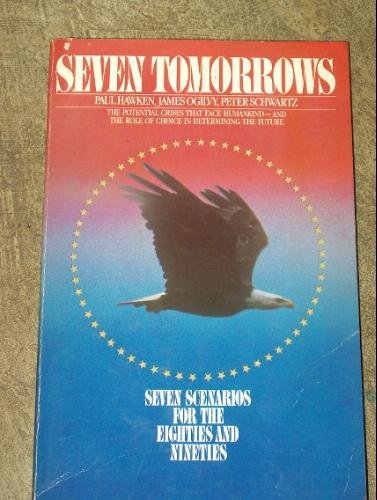 SEVEN TOMORROWS
PAUL HAWKEN, JAMES OGILVY, PETER SCHWARTZ
THE POTENTIAL CRISES THAT FACE HUMANKIND—AND
THE ROLE OF CHOICE IN DETERMINING THE FUTURE.
SEVEN SCENARIOS
FOR THE
EIGHTIES AND
NINETIES